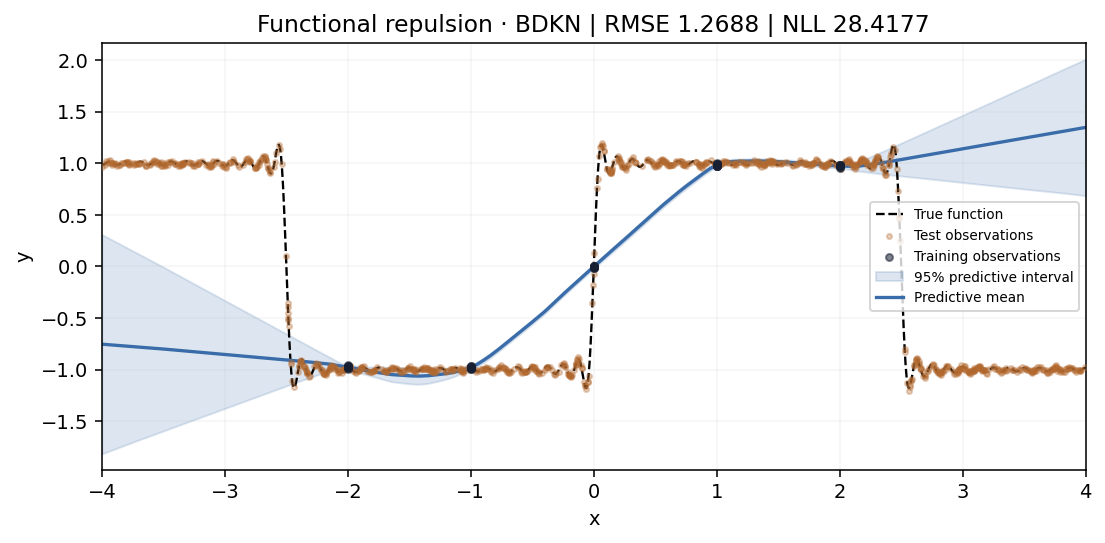 Functional repulsion · BDKN | RMSE 1.2688 | NLL 28.4177
y
2.0
1.5
1.0
0.5
0.0
−0.5
−1.0
−1.5
True function
Test observations
Training observations
95% predictive interval
Predictive mean
−4
−3
−2
−1
0
1
2
3
4
x